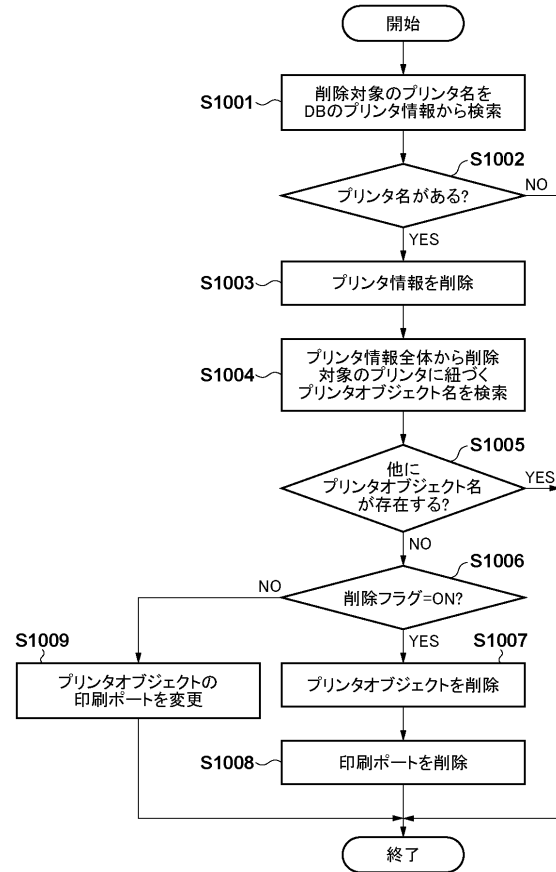 開始
S1001
削除対象のプリンタ名を
DBのプリンタ情報から検索
S1002
プリンタ名がある?
NO
YES
S1003
プリンタ情報を削除
S1004
プリンタ情報全体から削除
対象のプリンタに紐づく
プリンタオブジェクト名を検索
S1005
他に
プリンタオブジェクト名
が存在する?
YES
NO
S1006
削除フラグ=ON?
NO
YES
S1009
プリンタオブジェクトの
印刷ポートを変更
S1007
プリンタオブジェクトを削除
S1008
印刷ポートを削除
終了